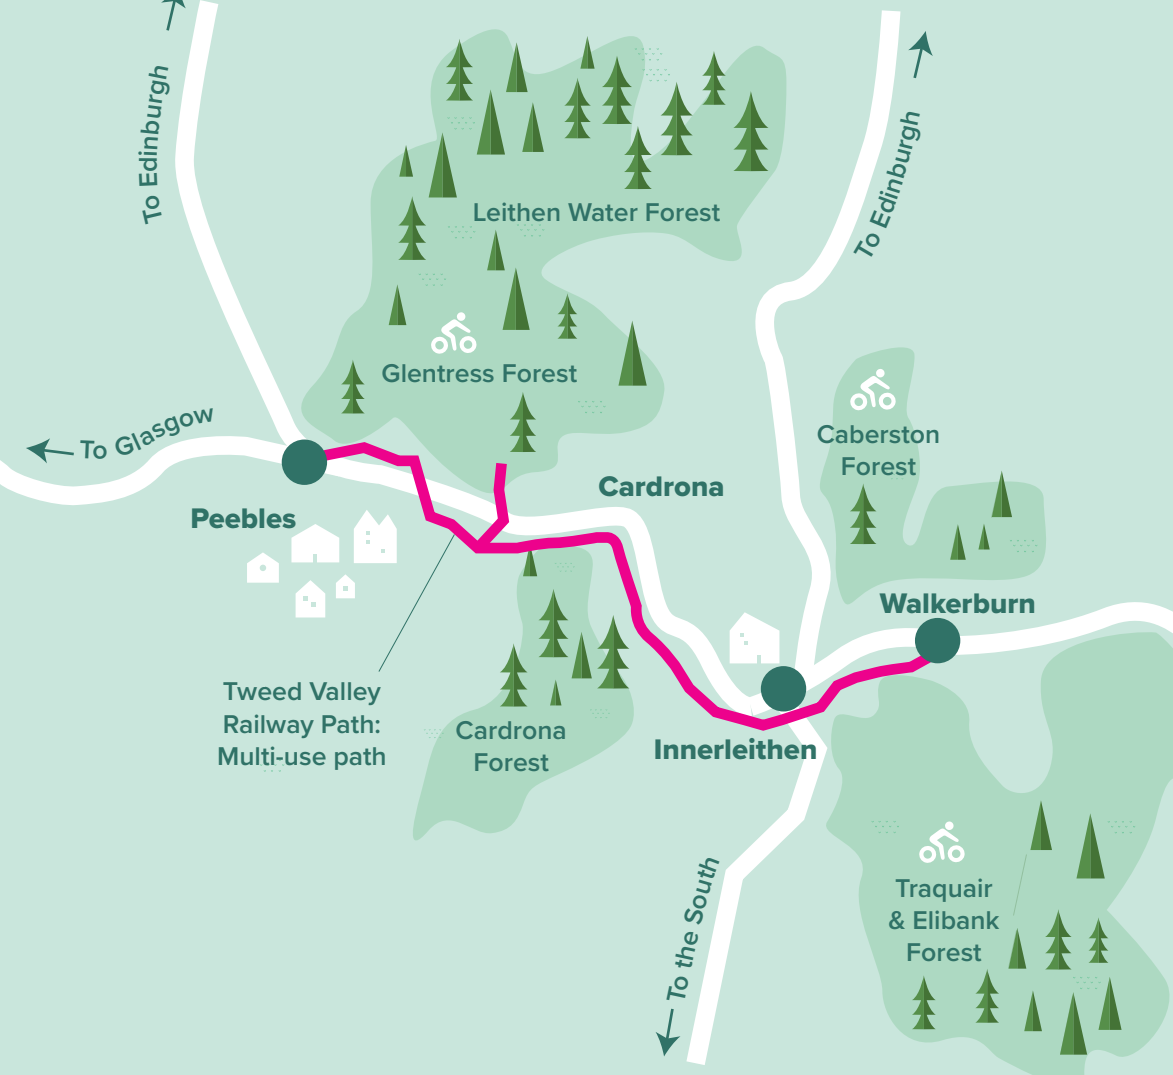 To Edinburgh
To Edinburgh
Leithen Water Forest
Glentress Forest
To Glasgow
Caberston
Forest
Cardrona
Peebles
Walkerburn
Tweed Valley
Railway Path:
Multi-use path
Cardrona
Forest
Innerleithen
Traquair
& Elibank
Forest
To the South